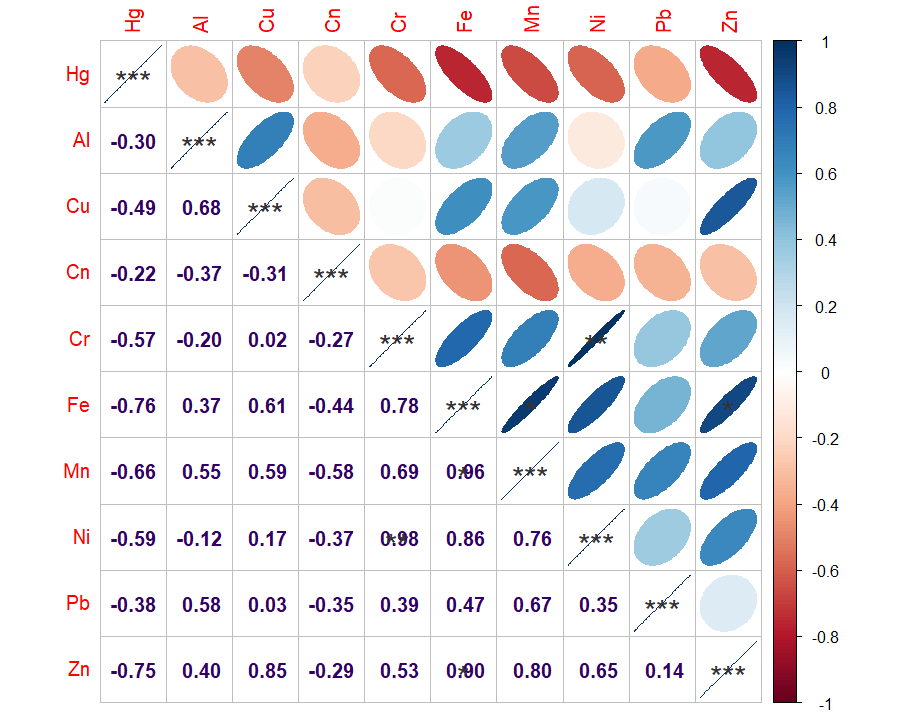 Hg Al Cu Cn Cr Fe Mn Ni Pb Zn
Hg ***
Al -0.30 ***
Cu -0.49 0.68 ***
Cn -0.22 -0.37 -0.31 ***
Cr -0.57 -0.20 0.02 -0.27 *** **
Fe -0.76 0.37 0.61 -0.44 0.78 *** * *
Mn -0.66 0.55 0.59 -0.58 0.69 0.96 * ***
Ni -0.59 -0.12 0.17 -0.37 0.98 ** 0.86 0.76 ***
Pb -0.38 0.58 0.03 -0.35 0.39 0.47 0.67 0.35 ***
Zn -0.75 0.40 0.85 -0.29 0.53 0.90 * 0.80 0.65 0.14 ***
1
0.8
0.6
0.4
0.2
0
-0.2
-0.4
-0.6
-0.8
-1